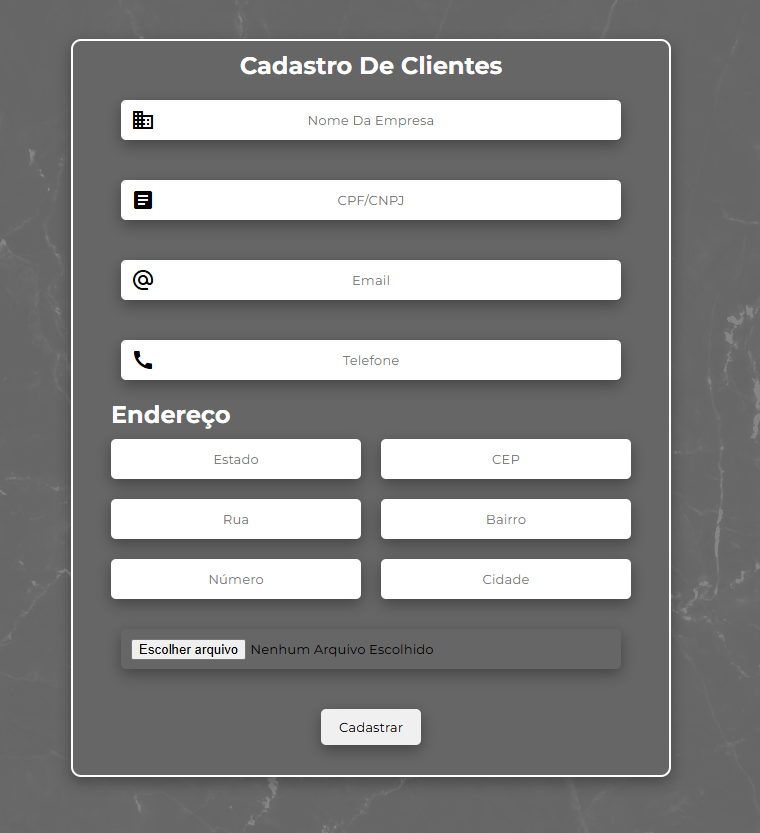 Cadastro De Clientes
Nome Da Empresa
CPF/CNPJ
Email
Telefone
Endereço
Estado CEP
Rua Bairro
Número Cidade
Escolher arquivo Nenhum Arquivo Escolhido
Cadastrar